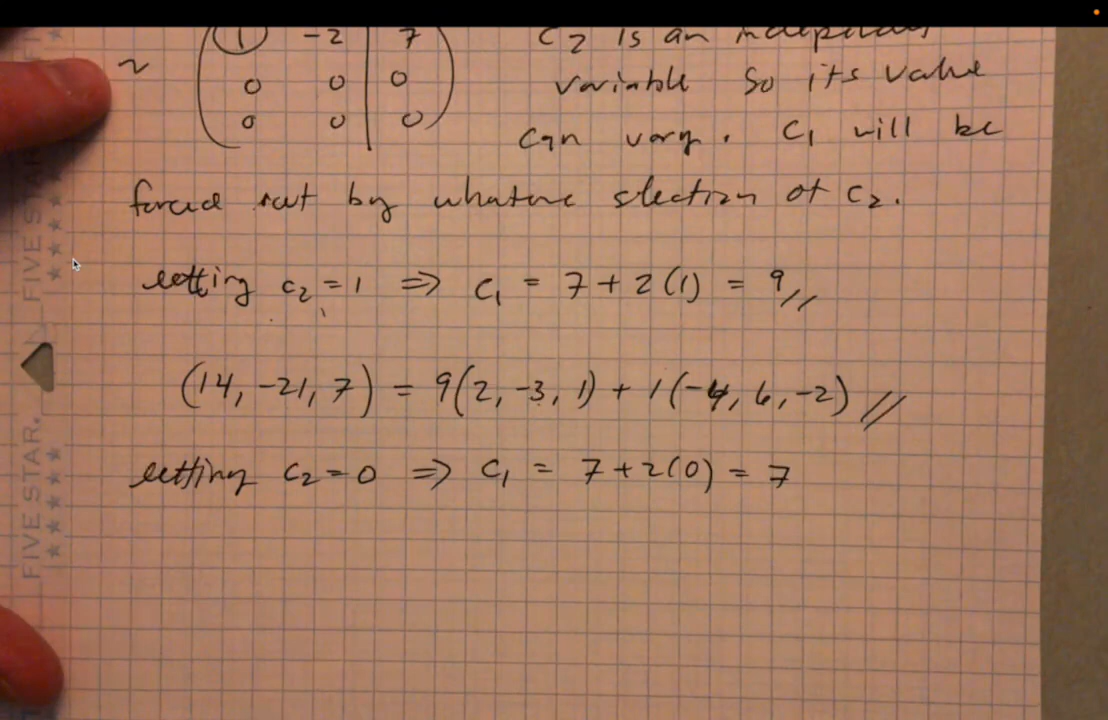 1 -2 | 7 C2 is an independent
~ 0 0 | 0 variable so its value
0 0 | 0 can vary. C1 will be
forced out by whatever selection of C2.
setting C2 = 1 ⇒ C1 = 7 + 2(1) = 9 //
(14, -21, 7) = 9(2, -3, 1) + 1(-4, 6, -2) //
setting C2 = 0 ⇒ C1 = 7 + 2(0) = 7
FIVE STAR.
FIVE STAR